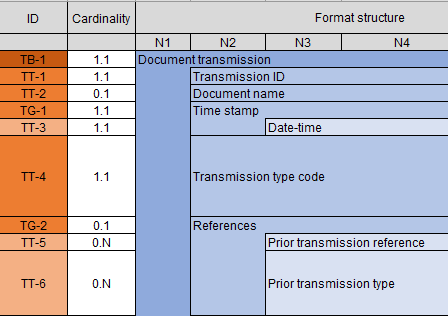 ID Cardinality Format structure
N1 N2 N3 N4
TB-1 1.1 Document transmission
TT-1 1.1 Transmission ID
TT-2 0.1 Document name
TG-1 1.1 Time stamp
TT-3 1.1 Date-time
TT-4 1.1 Transmission type code
TG-2 0.1 References
TT-5 0.N Prior transmission reference
TT-6 0.N Prior transmission type